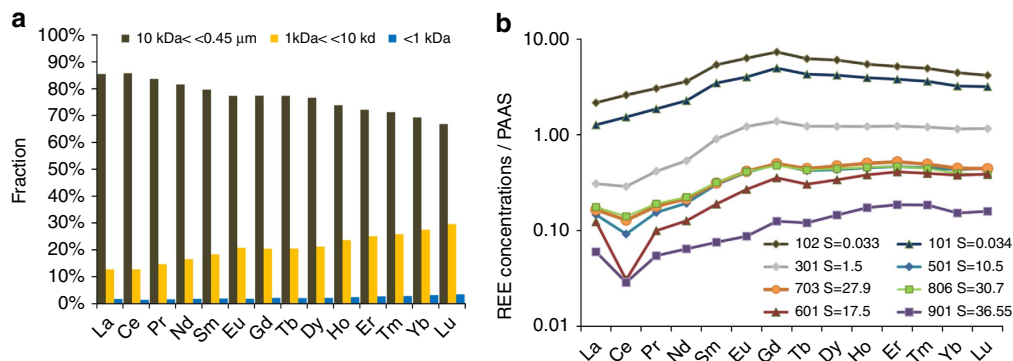 a
10 kDa< <0.45 µm 1kDa< <10 kd <1 kDa
100%
90%
80%
70%
60%
50%
40%
30%
20%
10%
0%
Fraction
La Ce Pr Nd Sm Eu Gd Tb Dy Ho Er Tm Yb Lu
b
10.00
1.00
0.10
0.01
REE concentrations / PAAS
102 S=0.033 101 S=0.034
301 S=1.5 501 S=10.5
703 S=27.9 806 S=30.7
601 S=17.5 901 S=36.55
La Ce Pr Nd Sm Eu Gd Tb Dy Ho Er Tm Yb Lu